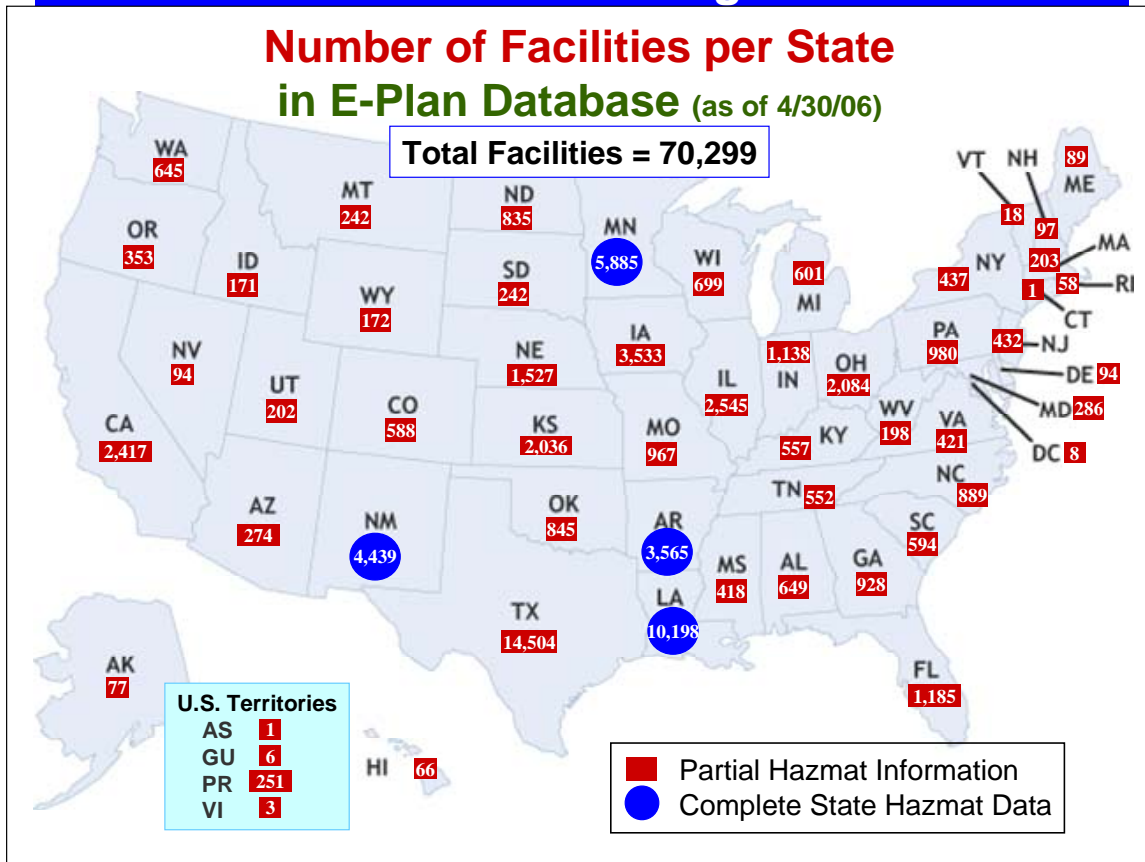 Number of Facilities per State
in E-Plan Database (as of 4/30/06)
Total Facilities = 70,299
WA
645
OR
353
ID
171
MT
242
ND
835
MN
5,885
WI
699
601
MI
VT
18
NH
97
89
ME
MA
203
RI
58
CT
1
NY
437
SD
242
WY
172
NV
94
UT
202
CA
2,417
CO
588
NE
1,527
IA
3,533
KS
2,036
MO
967
IL
2,545
1,138
IN
OH
2,084
PA
980
432
NJ
DE 94
MD 286
DC 8
WV
198
VA
421
557
KY
NC
889
TN 552
SC
594
AZ
274
NM
4,439
OK
845
AR
3,565
MS
418
AL
649
GA
928
LA
10,198
TX
14,504
FL
1,185
AK
77
HI 66
U.S. Territories
AS 1
GU 6
PR 251
VI 3
Partial Hazmat Information
Complete State Hazmat Data